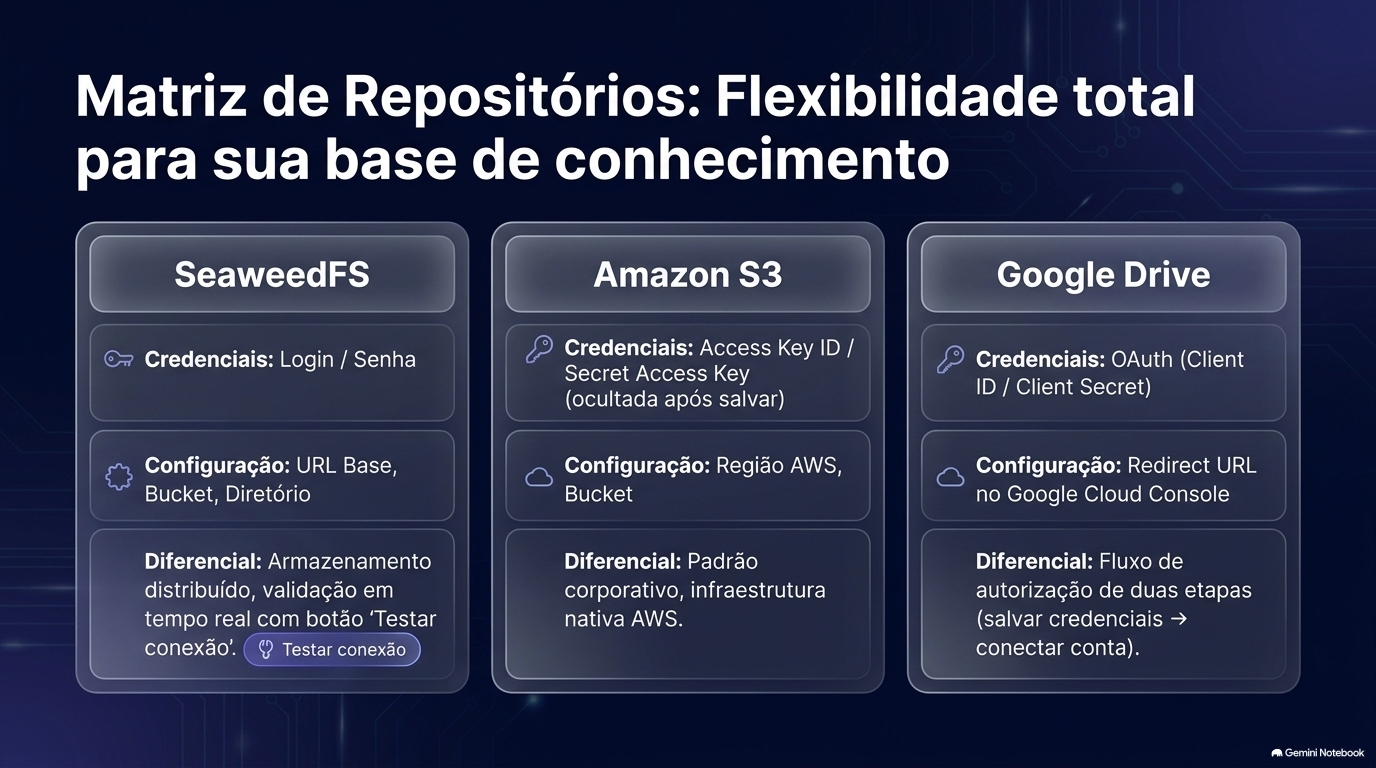 Matriz de Repositórios: Flexibilidade total
para sua base de conhecimento
SeaweedFS
Credenciais: Login / Senha
Configuração: URL Base,
Bucket, Diretório
Diferencial: Armazenamento
distribuído, validação em
tempo real com botão ‘Testar
conexão’. Testar conexão
Amazon S3
Credenciais: Access Key ID /
Secret Access Key
(ocultada após salvar)
Configuração: Região AWS,
Bucket
Diferencial: Padrão
corporativo, infraestrutura
nativa AWS.
Google Drive
Credenciais: OAuth (Client
ID / Client Secret)
Configuração: Redirect URL
no Google Cloud Console
Diferencial: Fluxo de
autorização de duas etapas
(salvar credenciais →
conectar conta).
Gemini Notebook